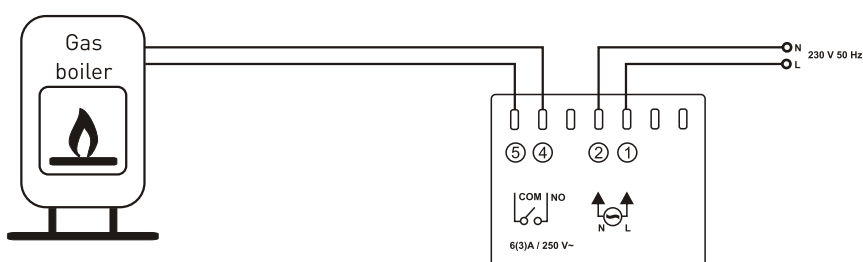 Gas
boiler
N
230 V 50 Hz
L
5 4 2 1
COM NO
N L
6(3)A / 250 V~